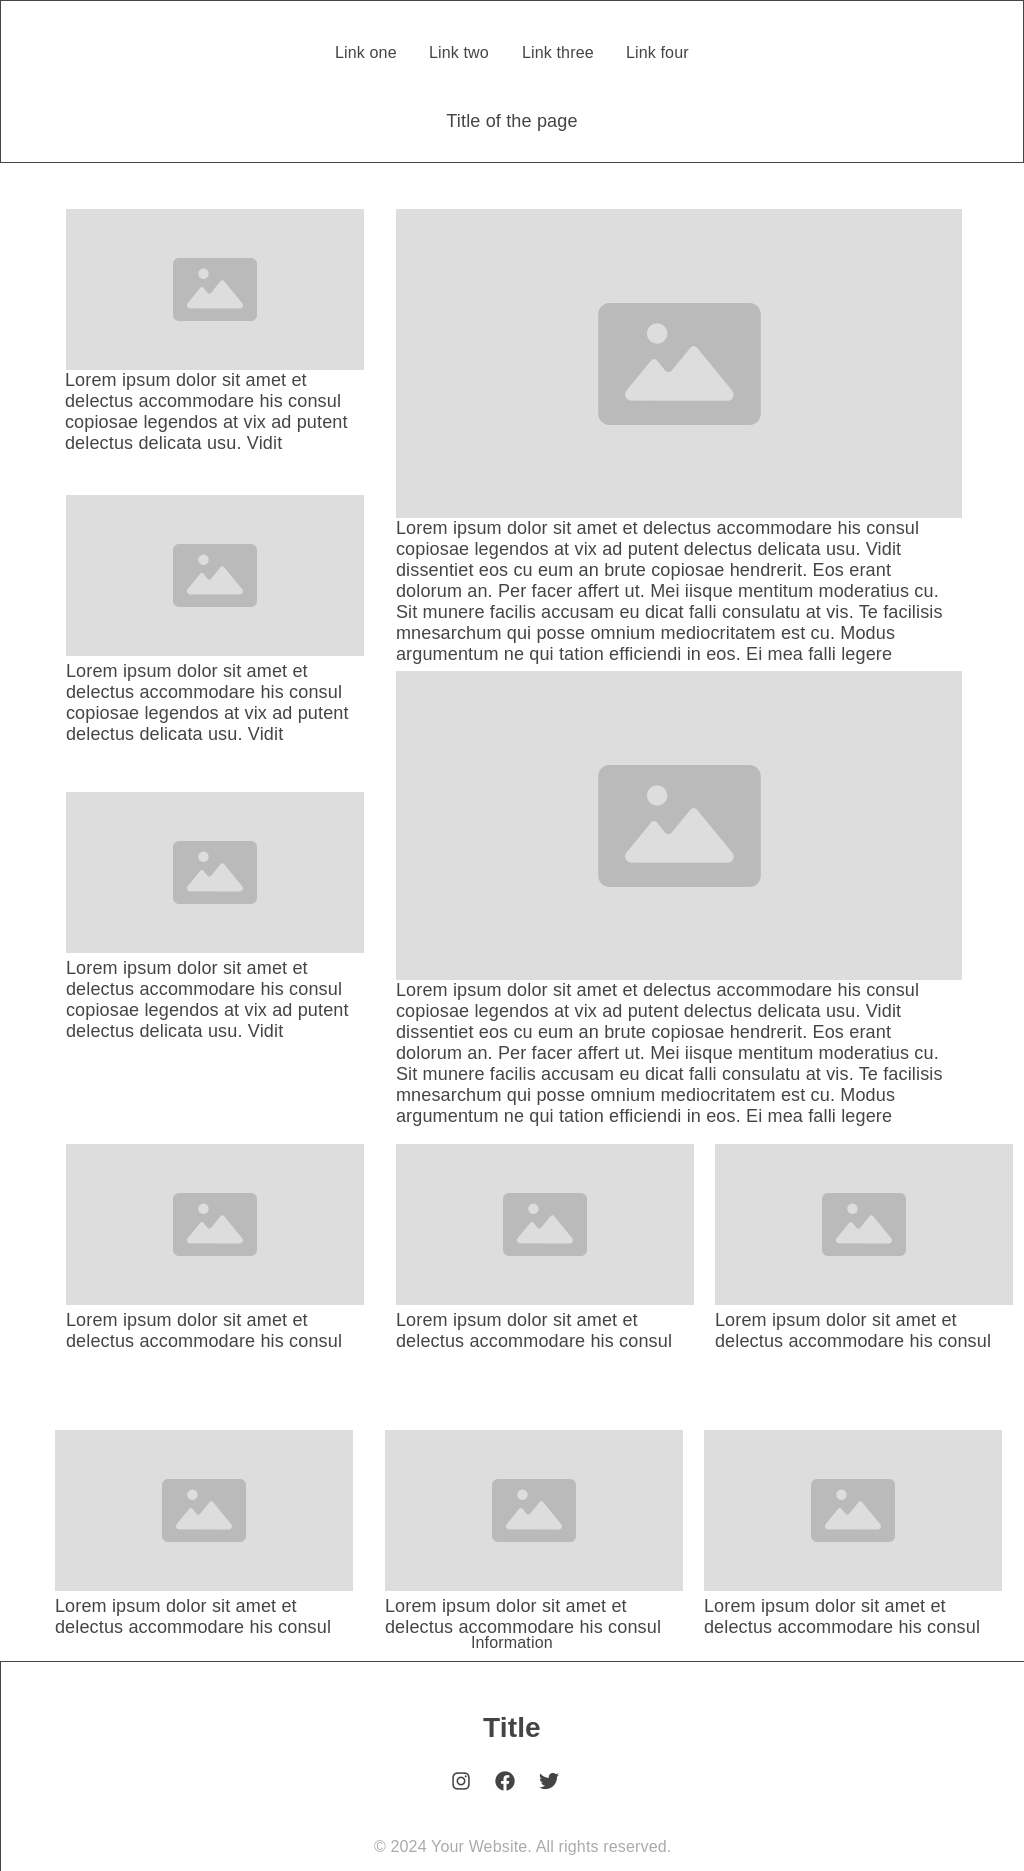 Link one Link two Link three Link four
Title of the page
Lorem ipsum dolor sit amet et
delectus accommodare his consul
copiosae legendos at vix ad putent
delectus delicata usu. Vidit
Lorem ipsum dolor sit amet et
delectus accommodare his consul
copiosae legendos at vix ad putent
delectus delicata usu. Vidit
Lorem ipsum dolor sit amet et
delectus accommodare his consul
copiosae legendos at vix ad putent
delectus delicata usu. Vidit
Lorem ipsum dolor sit amet et delectus accommodare his consul
copiosae legendos at vix ad putent delectus delicata usu. Vidit
dissentiet eos cu eum an brute copiosae hendrerit. Eos erant
dolorum an. Per facer affert ut. Mei iisque mentitum moderatius cu.
Sit munere facilis accusam eu dicat falli consulatu at vis. Te facilisis
mnesarchum qui posse omnium mediocritatem est cu. Modus
argumentum ne qui tation efficiendi in eos. Ei mea falli legere
Lorem ipsum dolor sit amet et delectus accommodare his consul
copiosae legendos at vix ad putent delectus delicata usu. Vidit
dissentiet eos cu eum an brute copiosae hendrerit. Eos erant
dolorum an. Per facer affert ut. Mei iisque mentitum moderatius cu.
Sit munere facilis accusam eu dicat falli consulatu at vis. Te facilisis
mnesarchum qui posse omnium mediocritatem est cu. Modus
argumentum ne qui tation efficiendi in eos. Ei mea falli legere
Lorem ipsum dolor sit amet et
delectus accommodare his consul
Lorem ipsum dolor sit amet et
delectus accommodare his consul
Lorem ipsum dolor sit amet et
delectus accommodare his consul
Lorem ipsum dolor sit amet et
delectus accommodare his consul
Lorem ipsum dolor sit amet et
delectus accommodare his consul
Lorem ipsum dolor sit amet et
delectus accommodare his consul
Information
Title
© 2024 Your Website. All rights reserved.